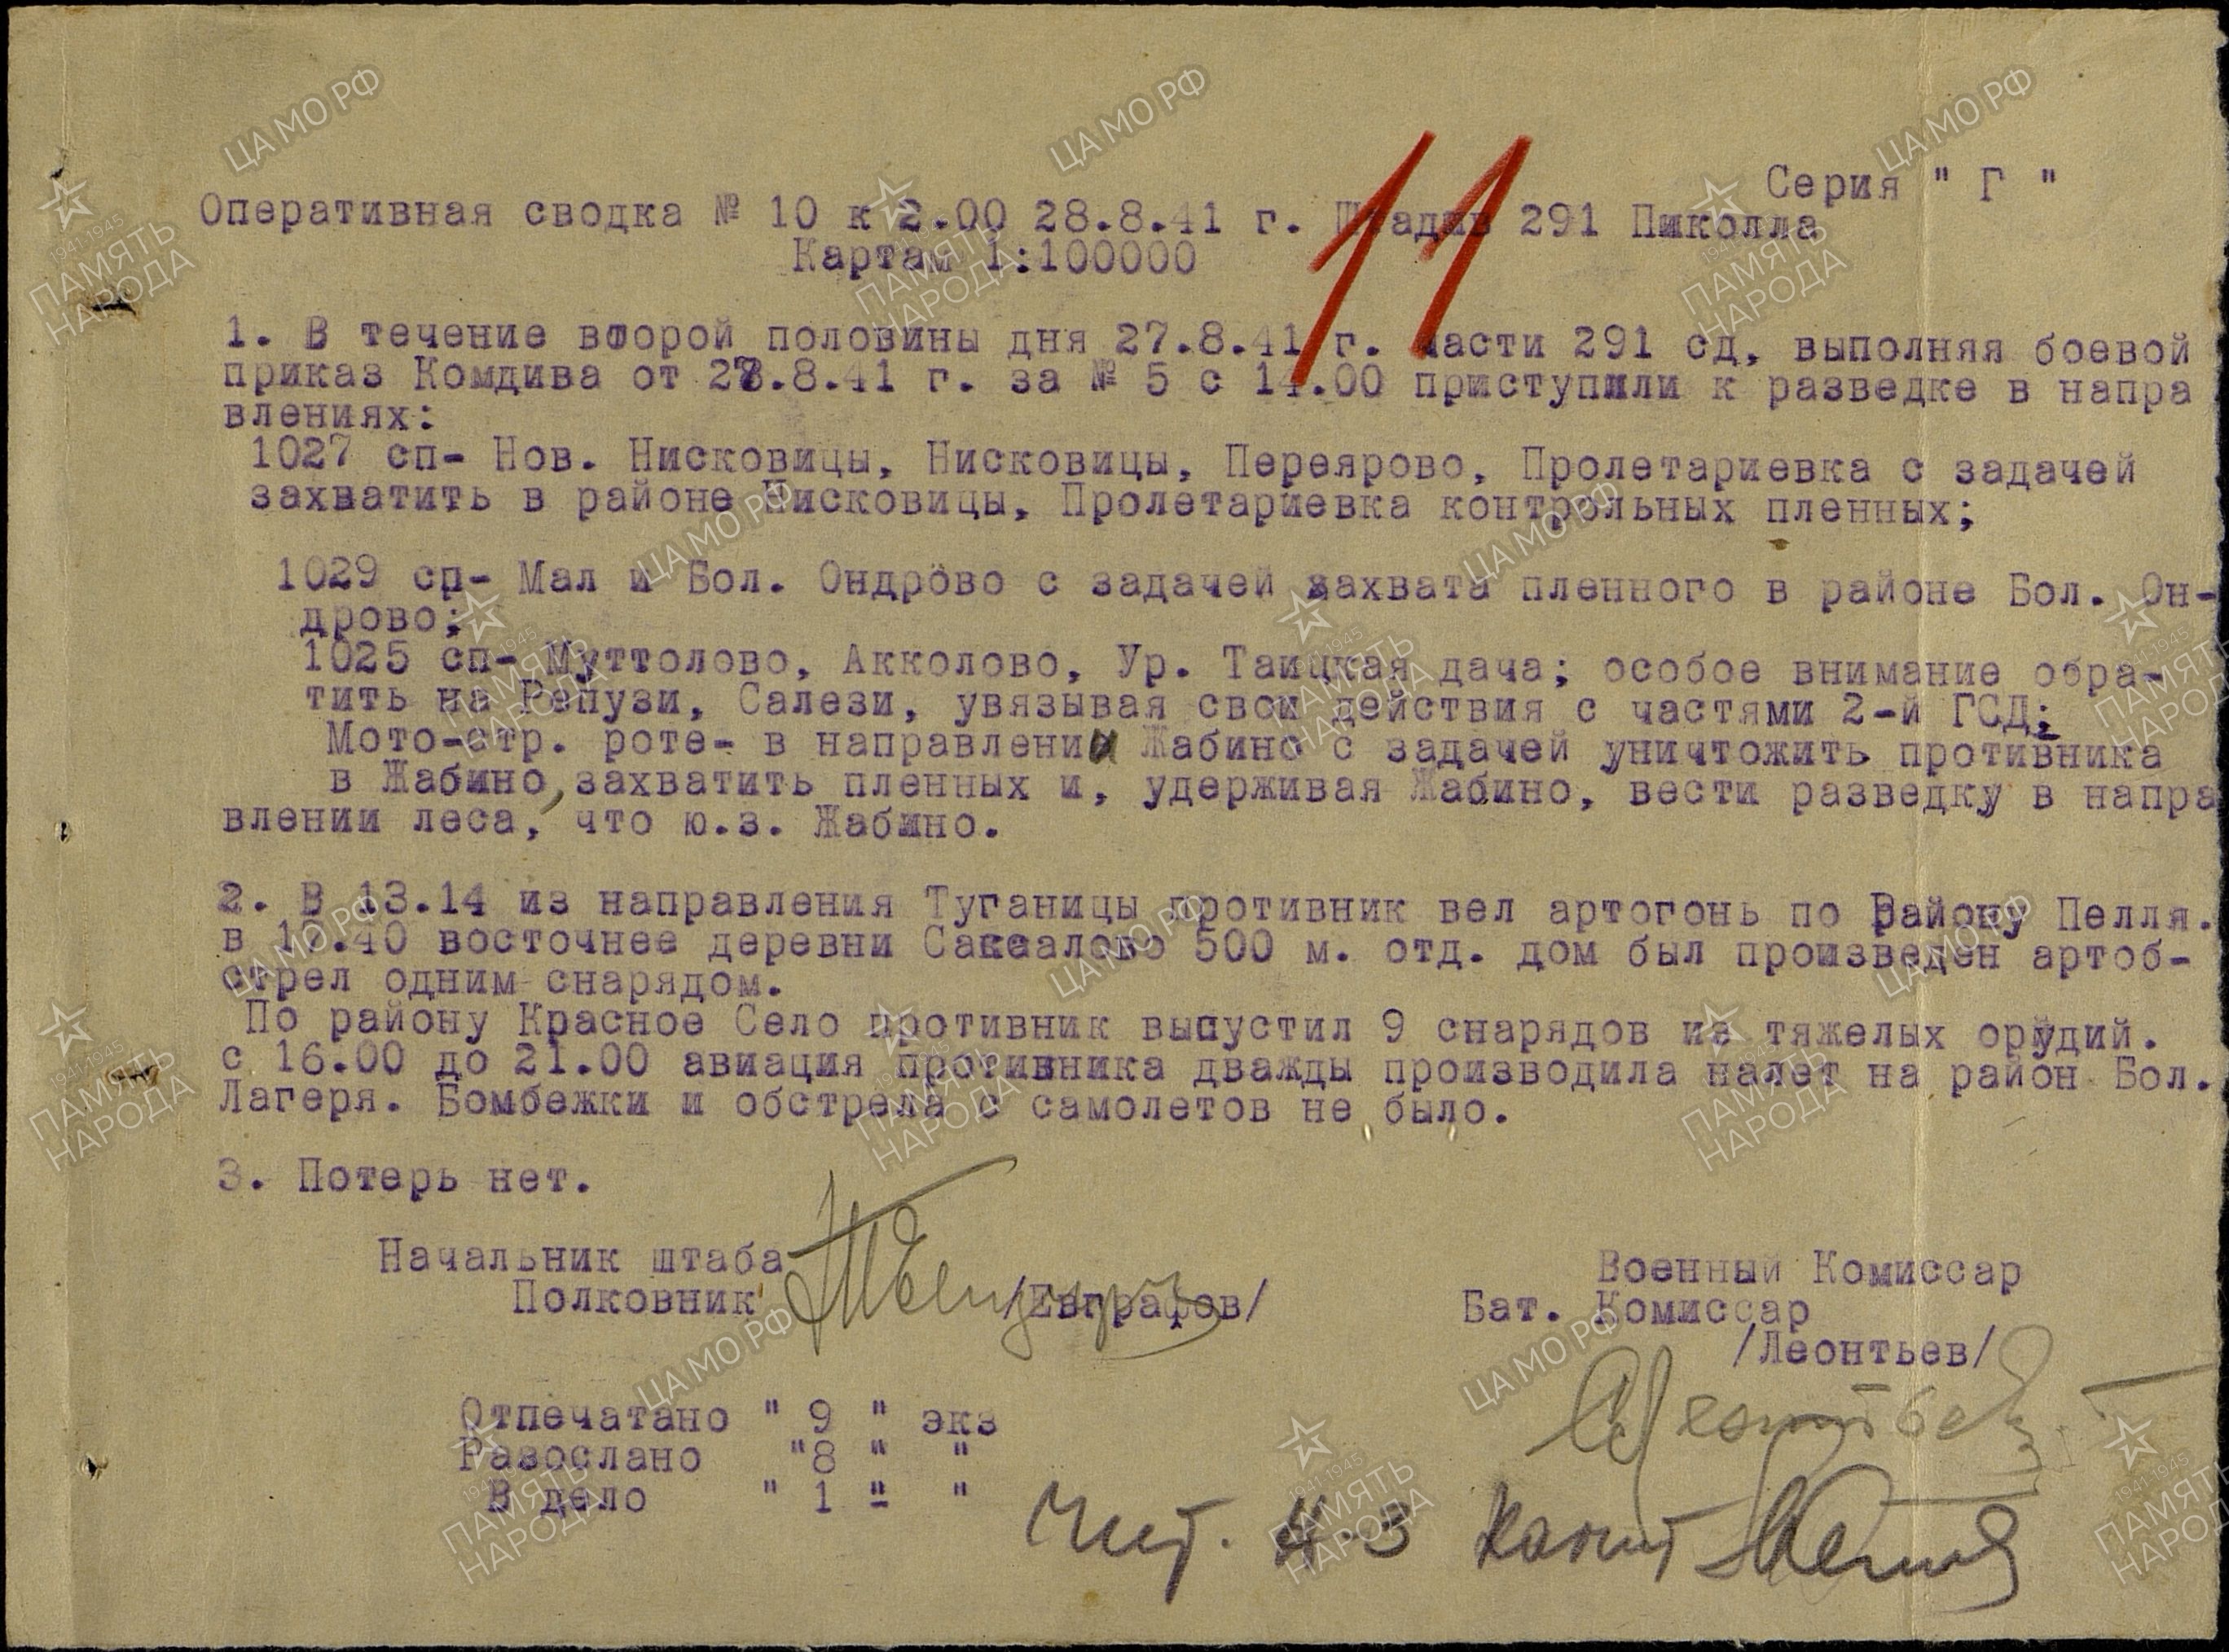 Серия " Г "
Оперативная сводка № 10 к 2.00 28.8.41 г. Штадив 291 Пиколла
Картам 1:100000
11
1. В течение второй половины дня 27.8.41 г. части 291 сд, выполняя боевой
приказ Комдива от 27.8.41 г. за № 5 с 14.00 приступили к разведке в напра
влениях:
1027 сп- Нов. Нисковицы, Нисковицы, Переярово, Пролетариевка с задачей
захватить в районе Нисковицы, Пролетариевка контрольных пленных;
1029 сп- Мал и Бол. Ондрово с задачей захвата пленного в районе Бол. Он-
дрово;
1025 сп- Муттолово, Акколово, Ур. Таицкая дача; особое внимание обра-
тить на Репузи, Салези, увязывая свои действия с частями 2-й ГСД;
Мото-стр. роте- в направлении Жабино с задачей уничтожить противника
в Жабино, захватить пленных и, удерживая Жабино, вести разведку в напра
влении леса, что ю.з. Жабино.
2. В 13.14 из направления Туганицы противник вел артогонь по Району Пелля.
в 17.40 восточнее деревни Саксалово 500 м. отд. дом был произведен артоб-
стрел одним снарядом.
По району Красное Село противник выпустил 9 снарядов из тяжелых орудий.
с 16.00 до 21.00 авиация противника дважды производила налет на район Бол.
Лагеря. Бомбежки и обстрела с самолетов не было.
3. Потерь нет.
Начальник штаба
Полковник /Евграфов/
Военный Комиссар
Бат. Комиссар
/Леонтьев/
Отпечатано " 9 " экз
Разослано "8 " "
В дело " 1 " "
ЦАМО РФ
1941-1945
ПАМЯТЬ
НАРОДА